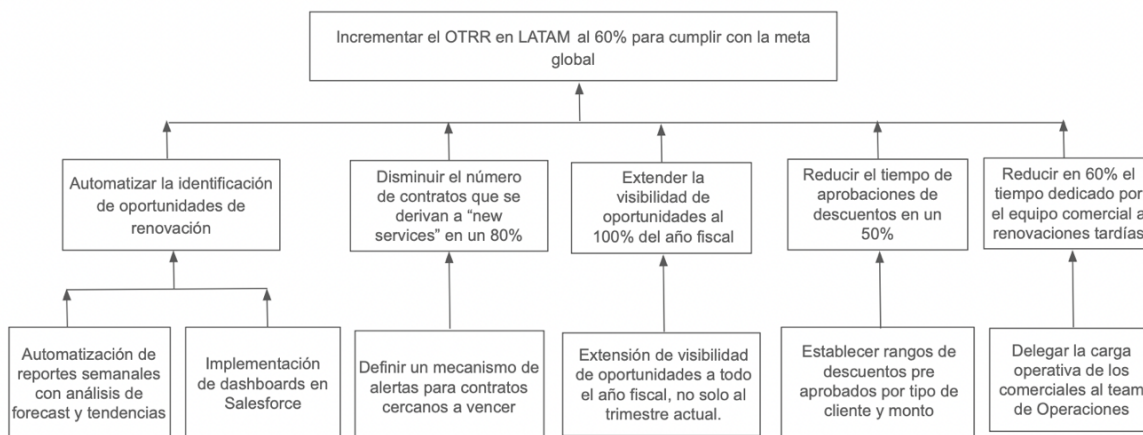 Incrementar el OTRR en LATAM al 60% para cumplir con la meta
global
Automatizar la identificación
de oportunidades de
renovación
Disminuir el número
de contratos que se
derivan a “new
services” en un 80%
Extender la
visibilidad de
oportunidades al
100% del año fiscal
Reducir el tiempo de
aprobaciones de
descuentos en un
50%
Reducir en 60% el
tiempo dedicado por
el equipo comercial a
renovaciones tardías
Automatización de
reportes semanales
con análisis de
forecast y tendencias
Implementación
de dashboards en
Salesforce
Definir un mecanismo de
alertas para contratos
cercanos a vencer
Extensión de visibilidad
de oportunidades a todo
el año fiscal, no solo al
trimestre actual.
Establecer rangos de
descuentos pre
aprobados por tipo de
cliente y monto
Delegar la carga
operativa de los
comerciales al team
de Operaciones